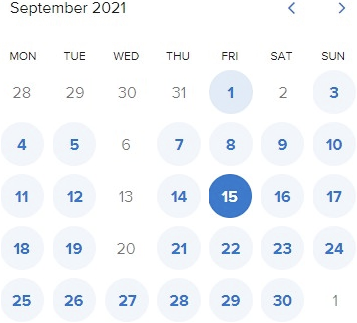 September 2021
MON TUE WED THU FRI SAT SUN
28 29 30 31 1 2 3
4 5 6 7 8 9 10
11 12 13 14 15 16 17
18 19 20 21 22 23 24
25 26 27 28 29 30 1